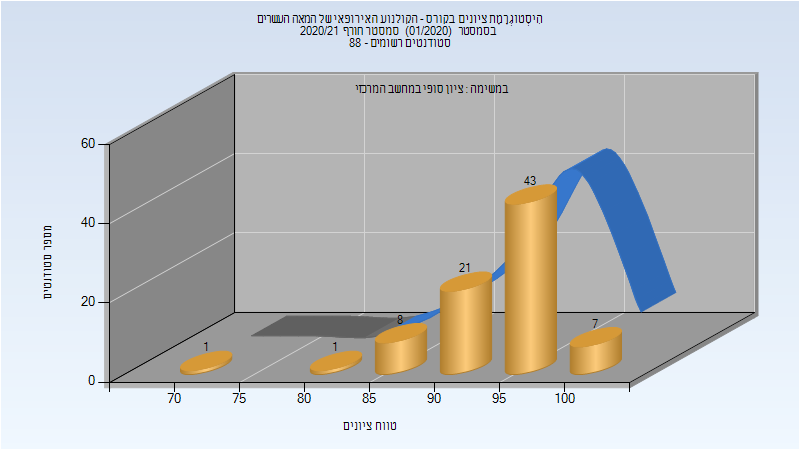 היסטוגרמת ציונים בקורס - הקולנוע האירופאי של המאה העשרים
בסמסטר (01/2020) סמסטר חורף 2020/21
סטודנטים רשומים - 88
במשימה : ציון סופי במחשב המרכזי
מספר סטודנטים
60
40
20
0
1
1
8
21
43
7
70
75
80
85
90
95
100
טווח ציונים